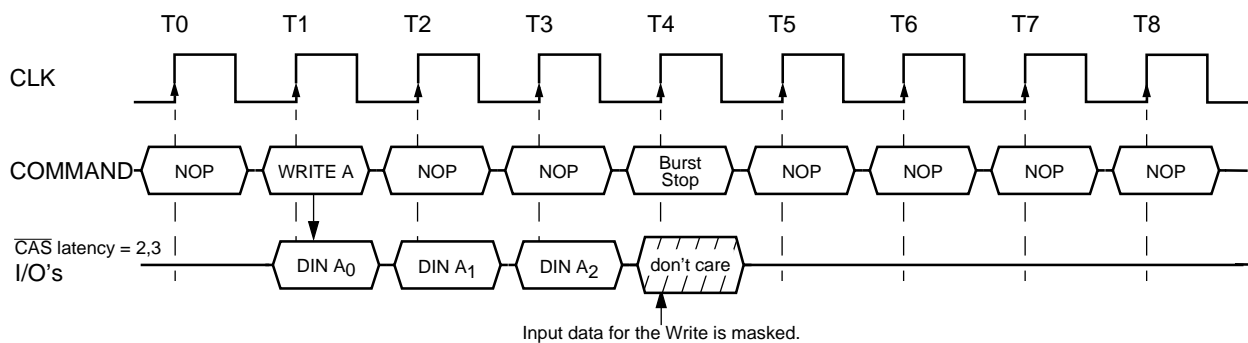 T0 T1 T2 T3 T4 T5 T6 T7 T8
CLK
COMMAND NOP WRITE A NOP NOP Burst Stop NOP NOP NOP NOP
CAS latency = 2,3
I/O's DIN A0 DIN A1 DIN A2 don't care
Input data for the Write is masked.